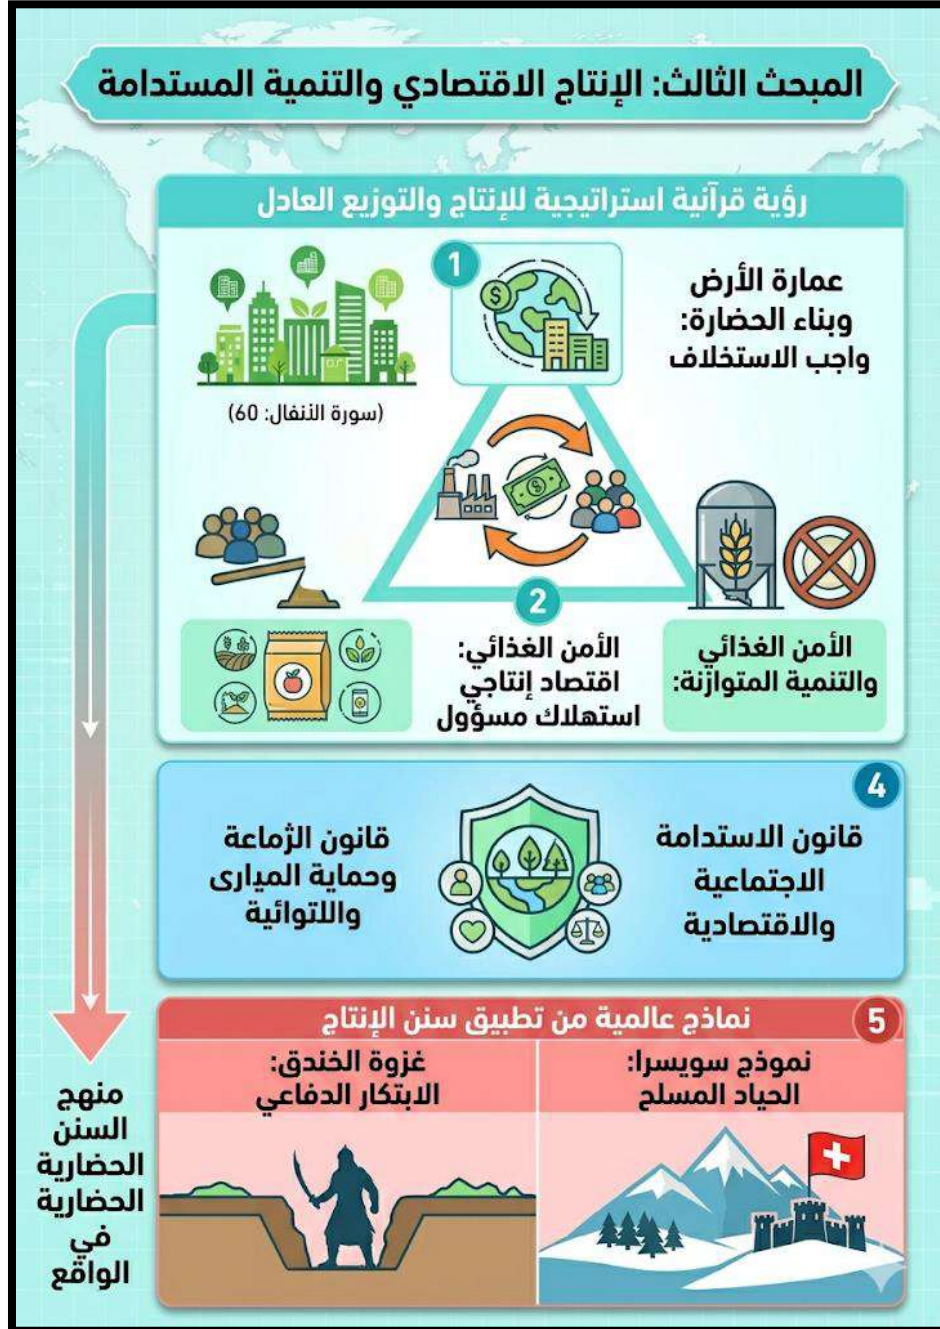 المبحث الثالث: الإنتاج الاقتصادي والتنمية المستدامة
رؤية قرآنية استراتيجية للإنتاج والتوزيع العادل
1
عمارة الأرض
وبناء الحضارة:
واجب الاستخلاف
(سورة الننفال: 60)
2
الأمن الغذائي
والتنمية المتوازنة:
الأمن الغذائي:
اقتصاد إنتاجي
استهلاك مسؤول
4
قانون الاستدامة
الاجتماعية
والاقتصادية
قانون الژماعة
وحماية الميارى
واللتوائية
5
نماذج عالمية من تطبيق سنن الإنتاج
نموذج سويسرا:
الحياد المسلح
غزوة الخندق:
الابتكار الدفاعي
منهج
السنن
الحضارية
الحضارية
في
الواقع